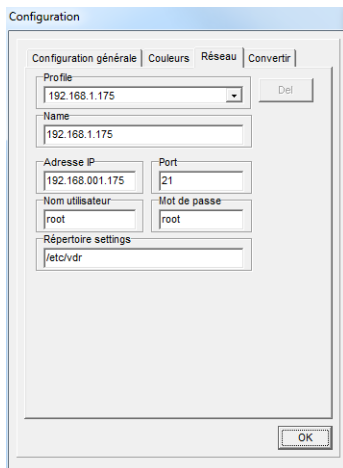 Configuration
Configuration générale Couleurs Réseau Convertir
Profile
192.168.1.175
Del
Name
192.168.1.175
Adresse IP Port
192.168.001.175 21
Nom utilisateur Mot de passe
root root
Répertoire settings
/etc/vdr
OK